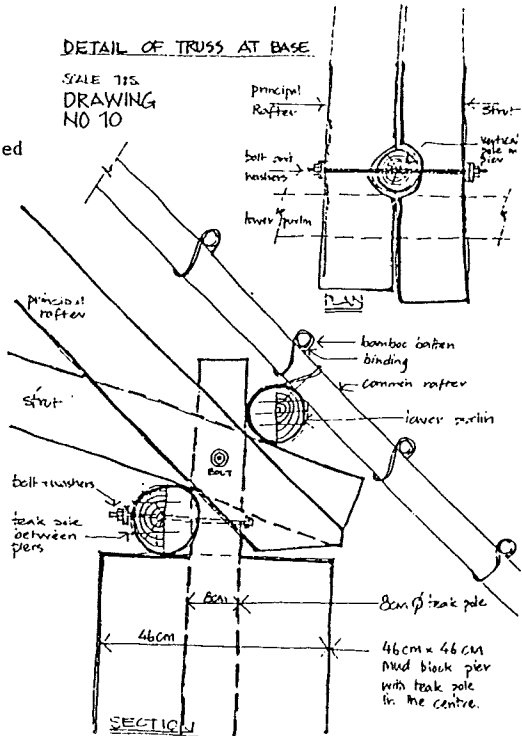 DETAIL OF TRUSS AT BASE
SCALE 1:5
DRAWING
NO 10
ed
principal
Rafter
Strut
bolt and
washers
vertical
pole in
pier
lower purlin
PLAN
principal
rafter
strut
bamboo batten
binding
common rafter
lower purlin
BOLT
bolt washers
teak pole
between
piers
8cm
8cm Ø teak pole
46cm
46cm x 46cm
mud block pier
with teak pole
in the centre.
SECTION